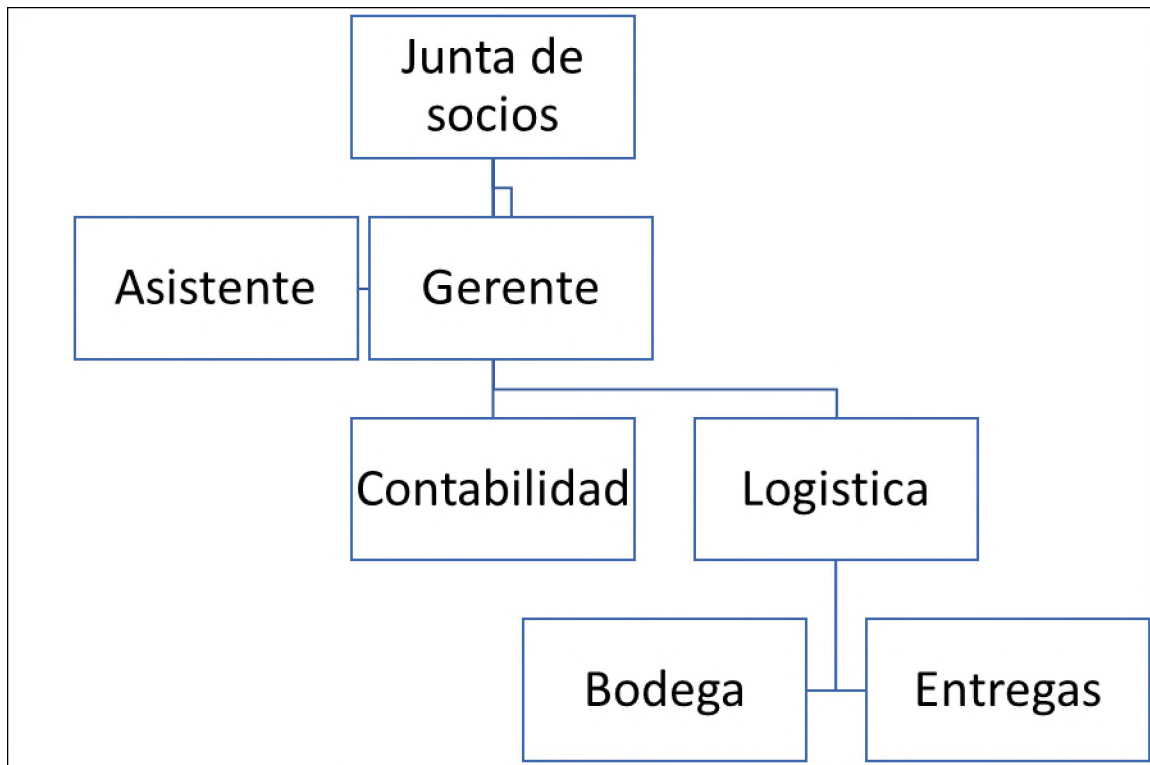 Junta de
socios
Asistente
Gerente
Contabilidad
Logistica
Bodega
Entregas